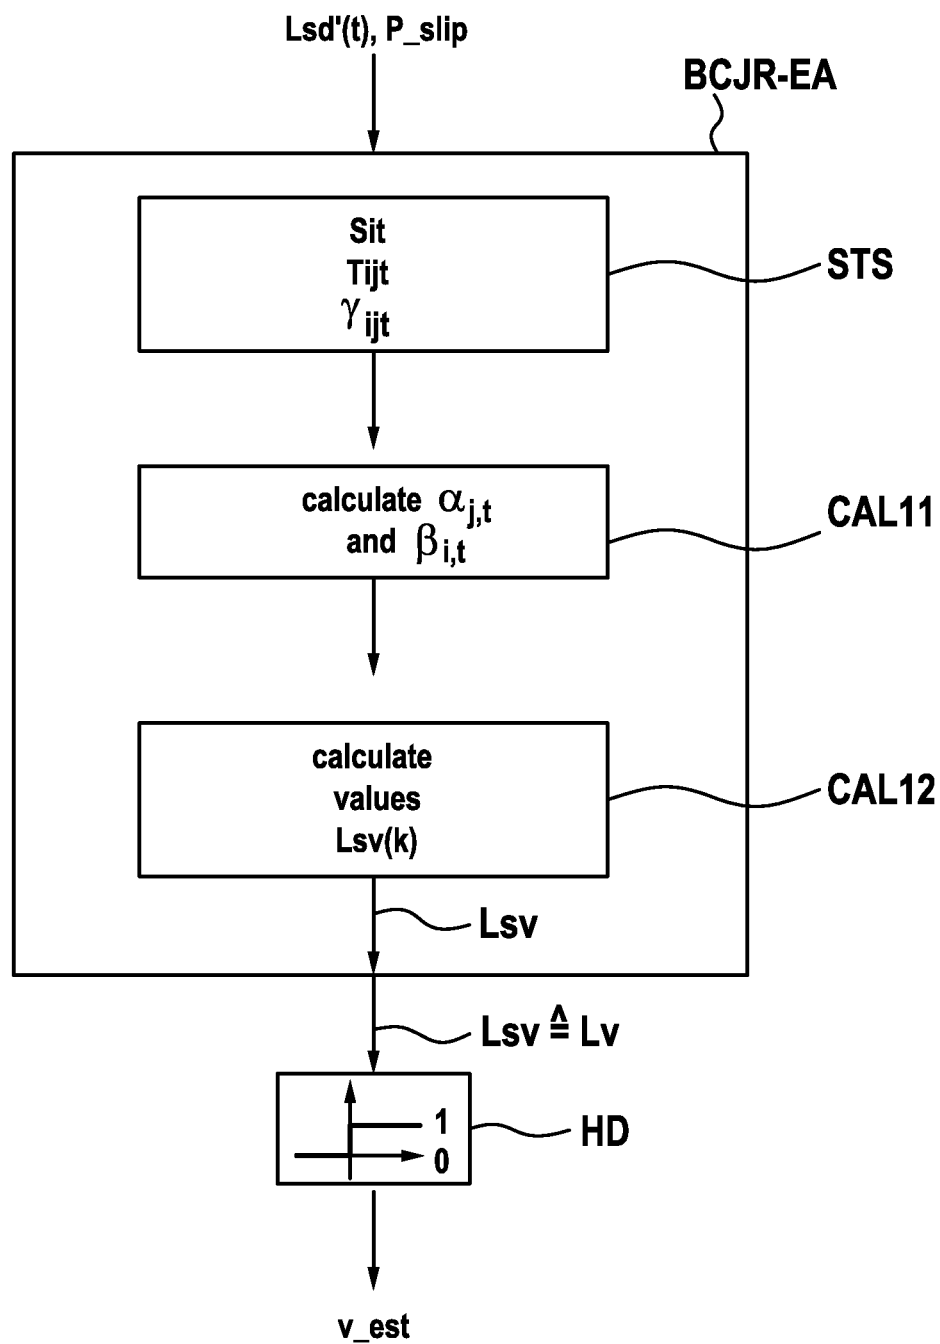 Lsd'(t), P_slip
BCJR-EA
Sit
Tijt
γijt
STS
calculate αj,t
and βi,t
CAL11
calculate
values
Lsv(k)
CAL12
Lsv
Lsv ≙ Lv
1
0
HD
v_est